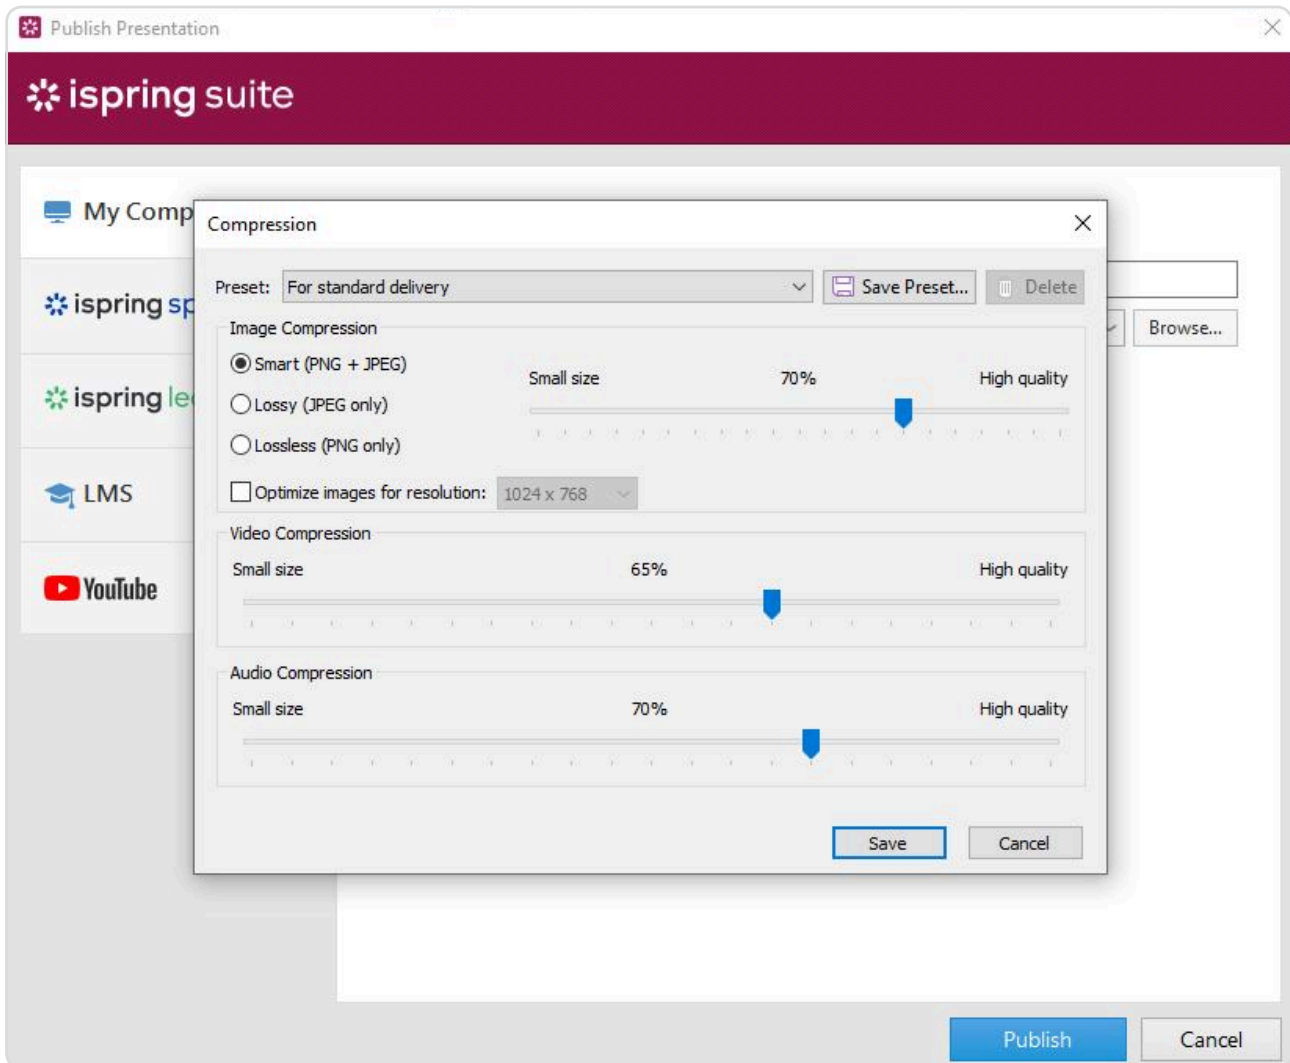 Publish Presentation
ispring suite
My Comp
Compression
Preset: For standard delivery Save Preset... Delete
ispring sp
Image Compression
Browse...
Smart (PNG + JPEG)
Small size 70% High quality
ispring le
Lossy (JPEG only)
Lossless (PNG only)
LMS
Optimize images for resolution: 1024 x 768
Video Compression
Small size 65% High quality
YouTube
Audio Compression
Small size 70% High quality
Save Cancel
Publish Cancel